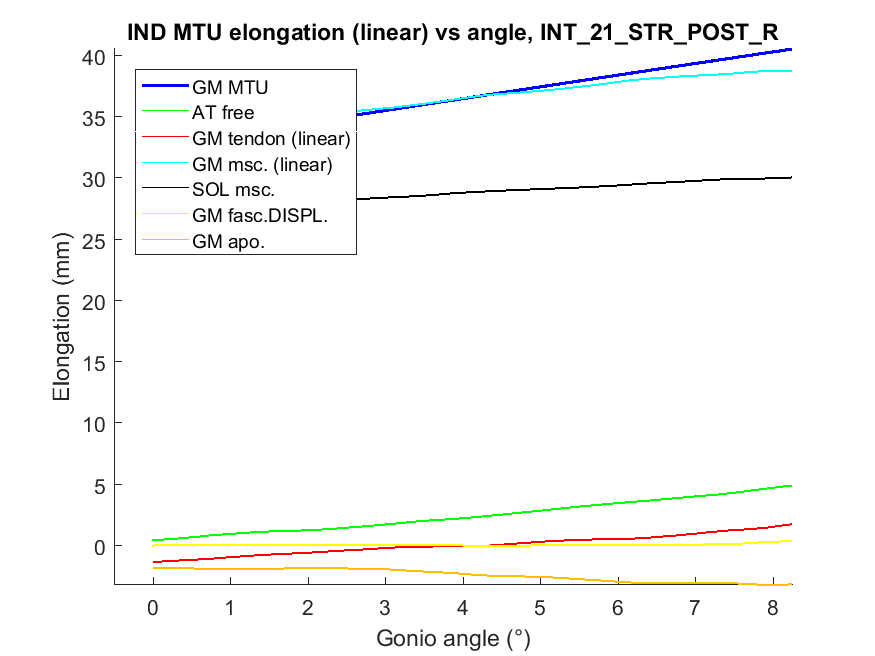 IND MTU elongation (linear) vs angle, INT_21_STR_POST_R
40
35
30
25
20
15
10
5
0
Elongation (mm)
GM MTU
AT free
GM tendon (linear)
GM msc. (linear)
SOL msc.
GM fasc.DISPL.
GM apo.
0 1 2 3 4 5 6 7 8
Gonio angle (°)